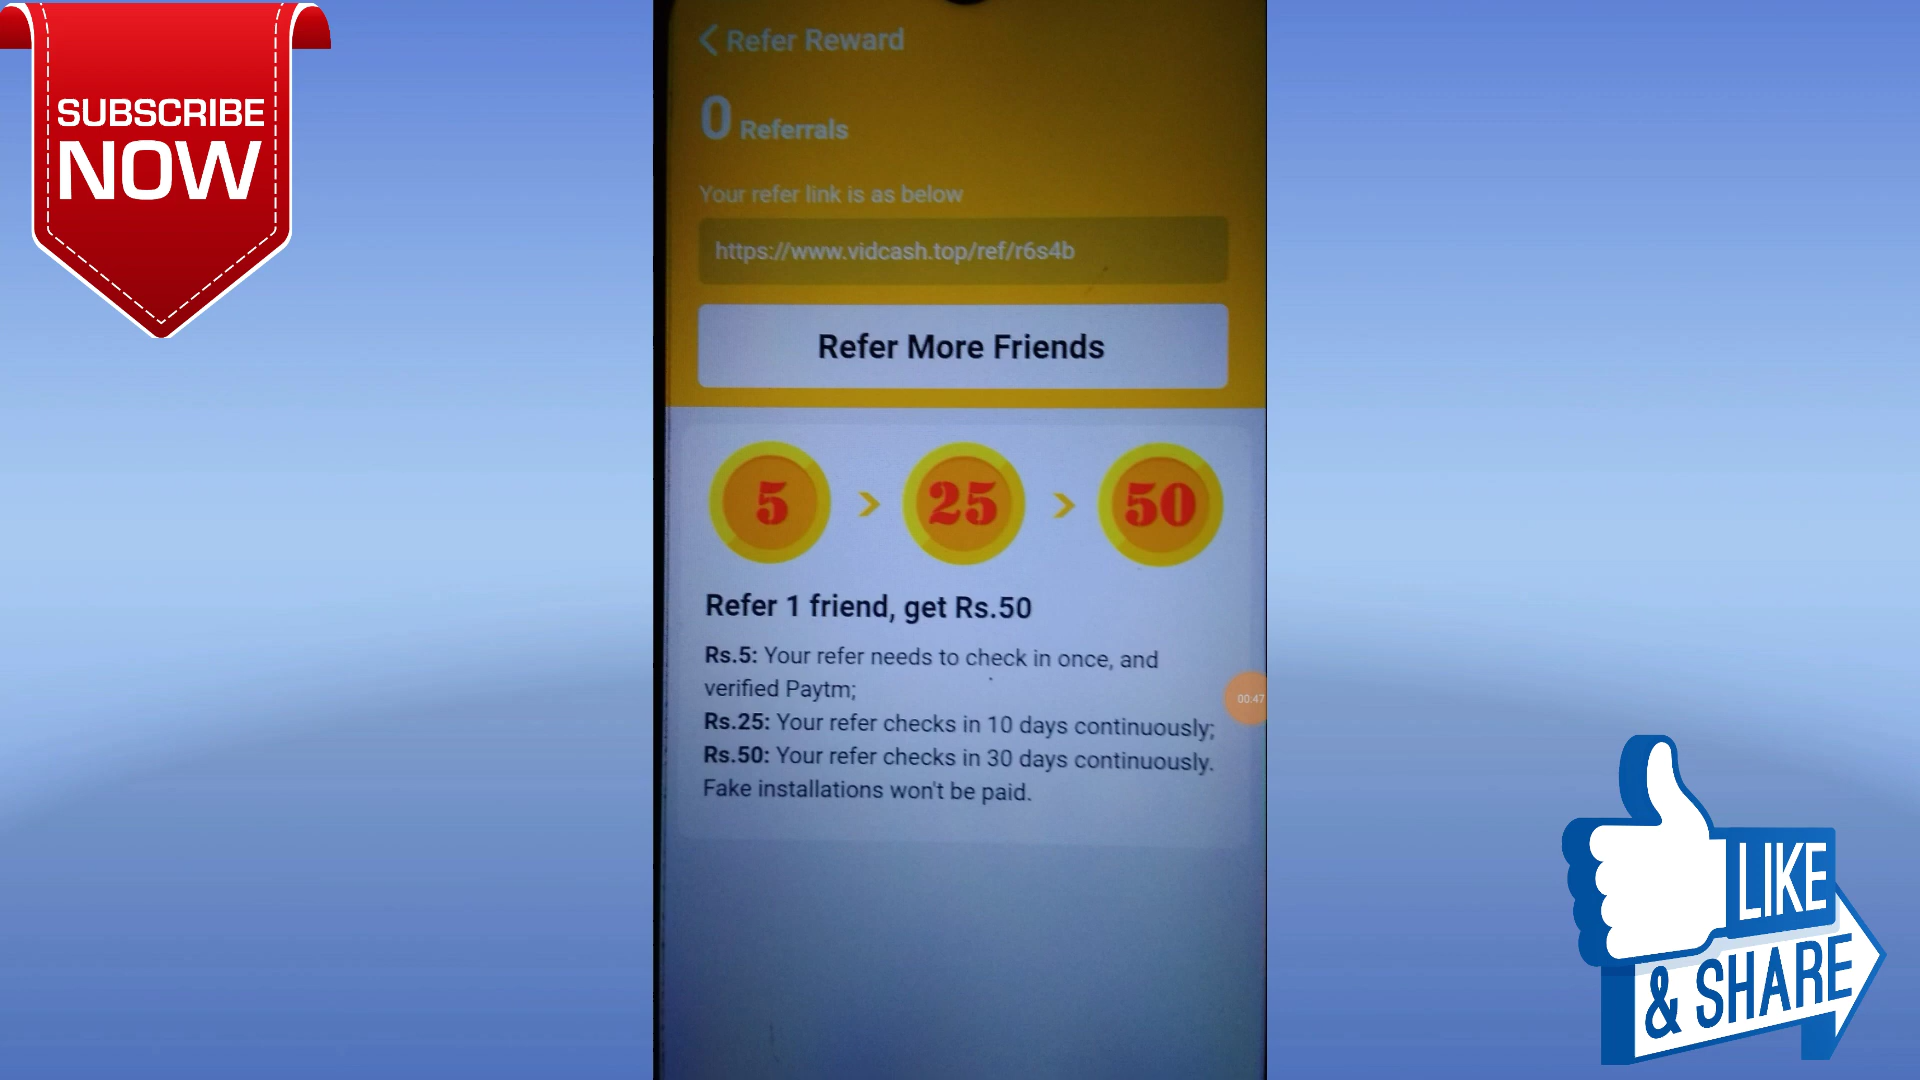 SUBSCRIBE
NOW
Refer Reward
0 Referrals
Your refer link is as below
https://www.vidcash.top/ref/r6s4b
Refer More Friends
5 > 25 > 50
Refer 1 friend, get Rs.50
Rs.5: Your refer needs to check in once, and
verified Paytm;
Rs.25: Your refer checks in 10 days continuously;
Rs.50: Your refer checks in 30 days continuously.
Fake installations won't be paid.
00:47
LIKE
& SHARE